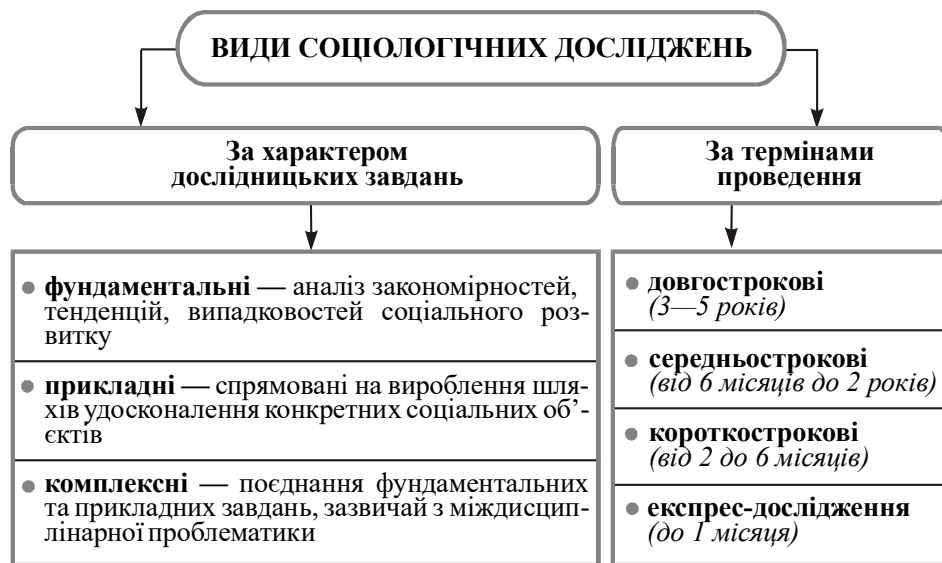 ВИДИ СОЦІОЛОГІЧНИХ ДОСЛІДЖЕНЬ
За характером
дослідницьких завдань
фундаментальні — аналіз закономірностей,
тенденцій, випадковостей соціального роз-
витку
прикладні — спрямовані на вироблення шля-
хів удосконалення конкретних соціальних об’-
єктів
комплексні — поєднання фундаментальних
та прикладних завдань, зазвичай з міждисцип-
лінарної проблематики
За термінами
проведення
довгострокові
(3—5 років)
середньострокові
(від 6 місяців до 2 років)
короткострокові
(від 2 до 6 місяців)
експрес-дослідження
(до 1 місяця)